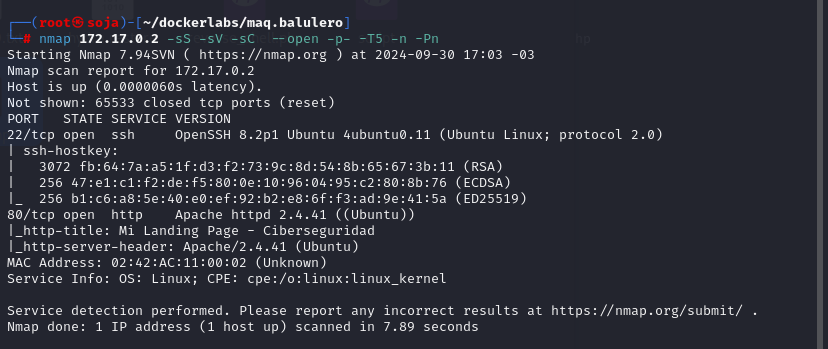 ┌──(root㉿soja)-[~/dockerlabs/maq.balulero]
└─# nmap 172.17.0.2 -sS -sV -sC --open -p- -T5 -n -Pn
Starting Nmap 7.94SVN ( https://nmap.org ) at 2024-09-30 17:03 -03
Nmap scan report for 172.17.0.2
Host is up (0.0000060s latency).
Not shown: 65533 closed tcp ports (reset)
PORT   STATE SERVICE VERSION
22/tcp open  ssh     OpenSSH 8.2p1 Ubuntu 4ubuntu0.11 (Ubuntu Linux; protocol 2.0)
| ssh-hostkey:
|   3072 fb:64:7a:a5:1f:d3:f2:73:9c:8d:54:8b:65:67:3b:11 (RSA)
|   256 47:e1:c1:f2:de:f5:80:0e:10:96:04:95:c2:80:8b:76 (ECDSA)
|_  256 b1:c6:a8:5e:40:e0:ef:92:b2:e8:6f:f3:ad:9e:41:5a (ED25519)
80/tcp open  http    Apache httpd 2.4.41 ((Ubuntu))
|_http-title: Mi Landing Page - Ciberseguridad
|_http-server-header: Apache/2.4.41 (Ubuntu)
MAC Address: 02:42:AC:11:00:02 (Unknown)
Service Info: OS: Linux; CPE: cpe:/o:linux:linux_kernel

Service detection performed. Please report any incorrect results at https://nmap.org/submit/ .
Nmap done: 1 IP address (1 host up) scanned in 7.89 seconds